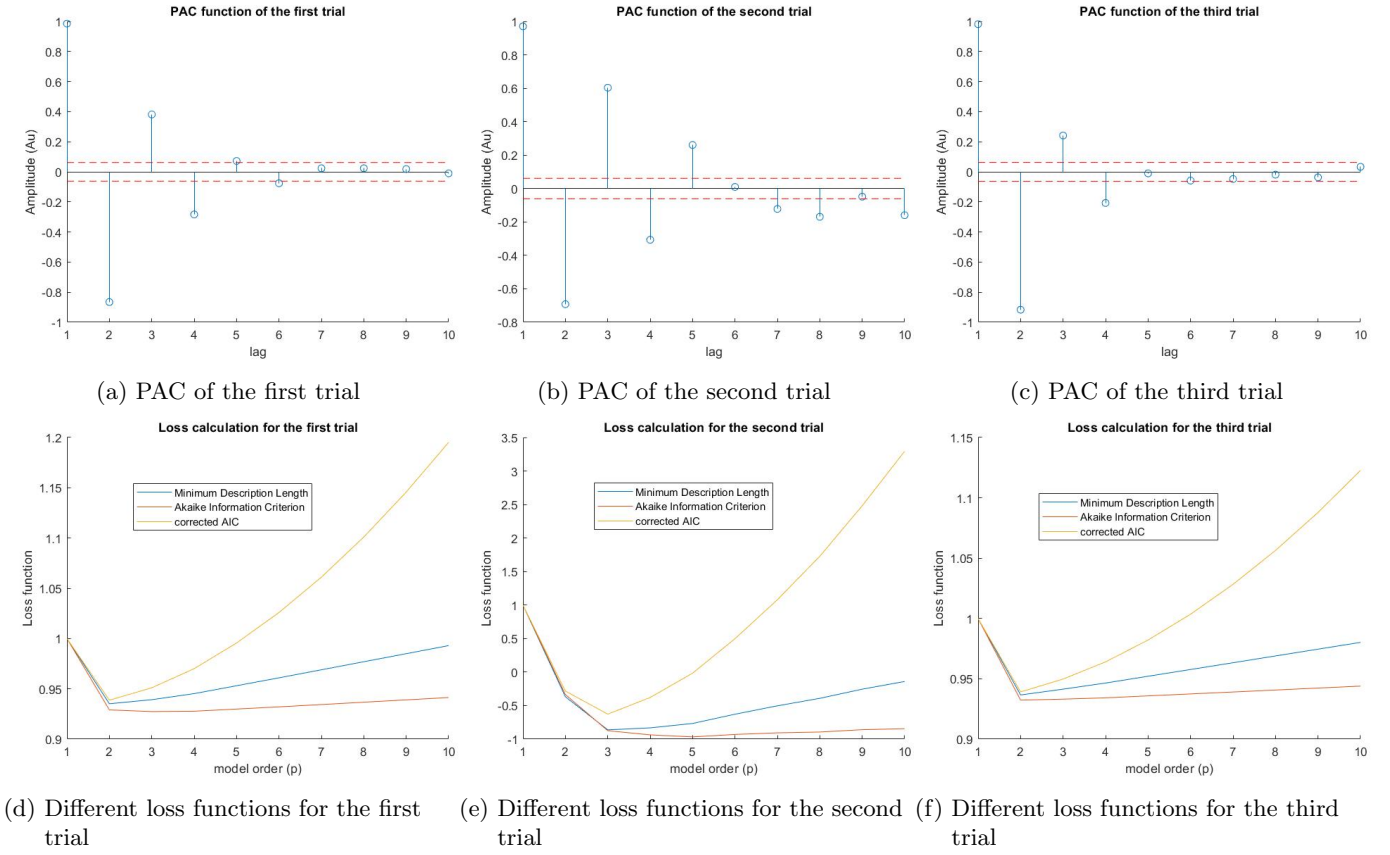 PAC function of the first trial
Amplitude (Au)
1
0.8
0.6
0.4
0.2
0
-0.2
-0.4
-0.6
-0.8
-1
1 2 3 4 5 6 7 8 9 10
lag
(a) PAC of the first trial
PAC function of the second trial
Amplitude (Au)
1
0.8
0.6
0.4
0.2
0
-0.2
-0.4
-0.6
-0.8
1 2 3 4 5 6 7 8 9 10
lag
(b) PAC of the second trial
PAC function of the third trial
Amplitude (Au)
1
0.8
0.6
0.4
0.2
0
-0.2
-0.4
-0.6
-0.8
-1
1 2 3 4 5 6 7 8 9 10
lag
(c) PAC of the third trial
Loss calculation for the first trial
Loss function
1.2
1.15
1.1
1.05
1
0.95
0.9
Minimum Description Length
Akaike Information Criterion
corrected AIC
1 2 3 4 5 6 7 8 9 10
model order (p)
(d) Different loss functions for the first
trial
Loss calculation for the second trial
Loss function
3.5
3
2.5
2
1.5
1
0.5
0
-0.5
-1
Minimum Description Length
Akaike Information Criterion
corrected AIC
1 2 3 4 5 6 7 8 9 10
model order (p)
(e) Different loss functions for the second
trial
Loss calculation for the third trial
Loss function
1.15
1.1
1.05
1
0.95
0.9
Minimum Description Length
Akaike Information Criterion
corrected AIC
1 2 3 4 5 6 7 8 9 10
model order (p)
(f) Different loss functions for the third
trial